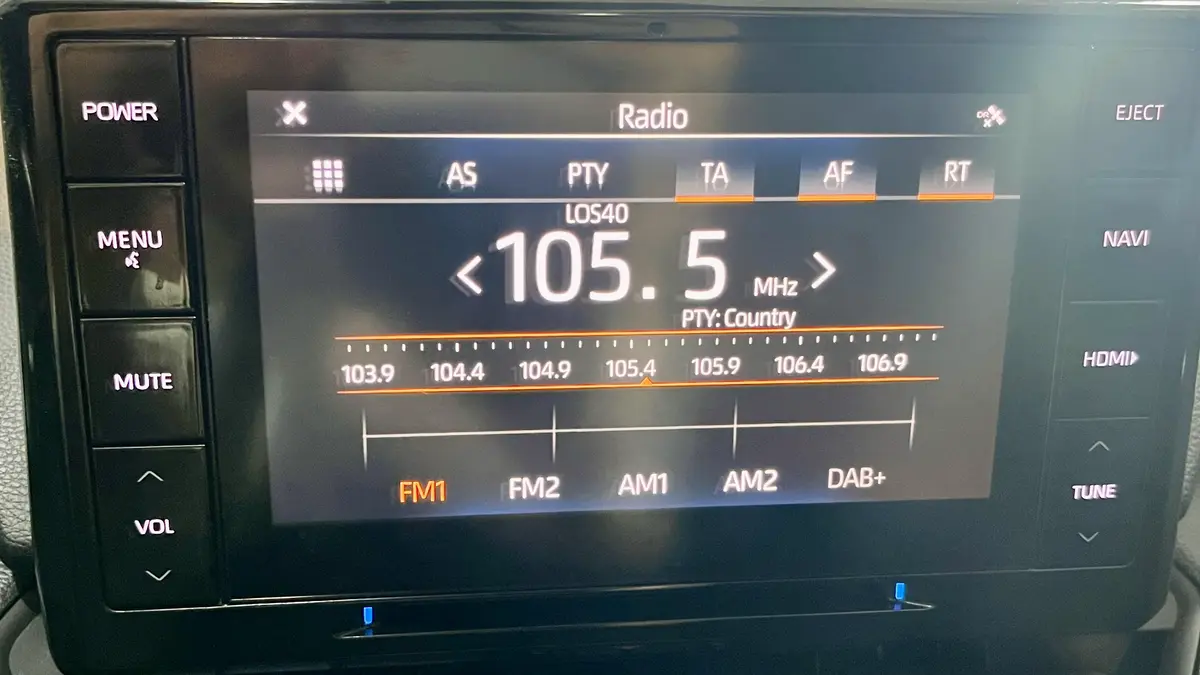 POWER
MENU
MUTE
VOL
Radio
AS PTY TA AF RT
LOS40
< 105.5 MHz >
PTY: Country
103.9 104.4 104.9 105.4 105.9 106.4 106.9
FM1 FM2 AM1 AM2 DAB+
EJECT
NAVI
HDMI
TUNE